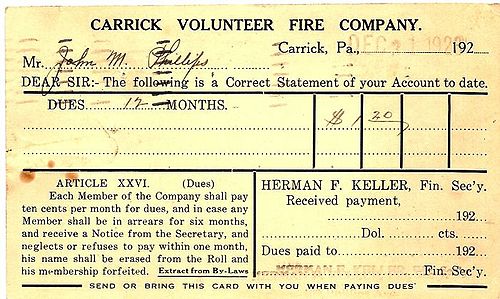 CARRICK VOLUNTEER FIRE COMPANY.
Carrick, Pa., DEC 192
Mr. John M. Phillips
DEAR SIR:- The following is a Correct Statement of your Account to date.
DUES 12 MONTHS. $ 1 20
ARTICLE XXVI. (Dues)
Each Member of the Company shall pay
ten cents per month for dues, and in case any
Member shall be in arrears for six months,
and receive a Notice from the Secretary, and
neglects or refuses to pay within one month,
his name shall be erased from the Roll and
his membership forfeited. Extract from By-Laws
HERMAN F. KELLER, Fin. Sec'y.
Received payment,
192
Dol. cts.
Dues paid to 192
HERMAN F. KELLER, Fin. Sec'y.
SEND OR BRING THIS CARD WITH YOU WHEN PAYING DUES